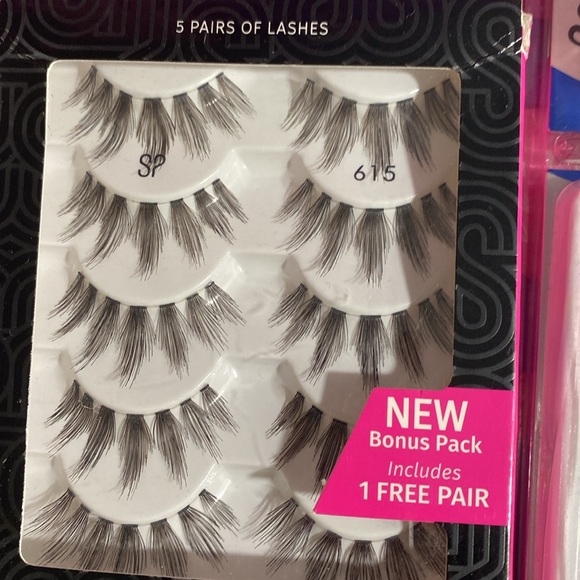 5 PAIRS OF LASHES
SP 615
NEW
Bonus Pack
Includes
1 FREE PAIR